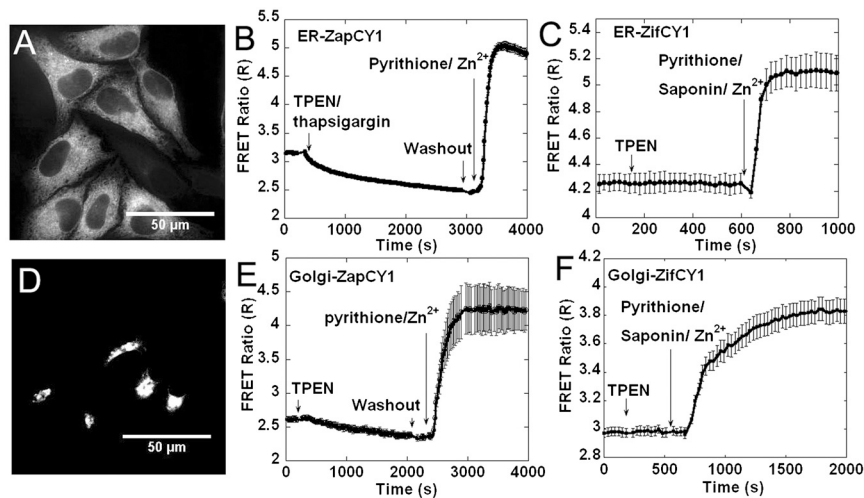 A
50 µm
B
ER-ZapCY1
FRET Ratio (R)
5.5
5
4.5
4
3.5
3
2.5
2
TPEN/
thapsigargin
Pyrithione/ Zn²⁺
Washout
0 1000 2000 3000 4000
Time (s)
C
ER-ZifCY1
FRET Ratio (R)
5.4
5.2
5
4.8
4.6
4.4
4.2
4
Pyrithione/
Saponin/ Zn²⁺
TPEN
0 200 400 600 800 1000
Time (s)
D
50 µm
E
Golgi-ZapCY1
FRET Ratio (R)
5
4.5
4
3.5
3
2.5
2
pyrithione/Zn²⁺
TPEN
Washout
0 1000 2000 3000 4000
Time (s)
F
Golgi-ZifCY1
FRET Ratio (R)
4.2
4
3.8
3.6
3.4
3.2
3
2.8
Pyrithione/
Saponin/ Zn²⁺
TPEN
0 500 1000 1500 2000
Time (s)